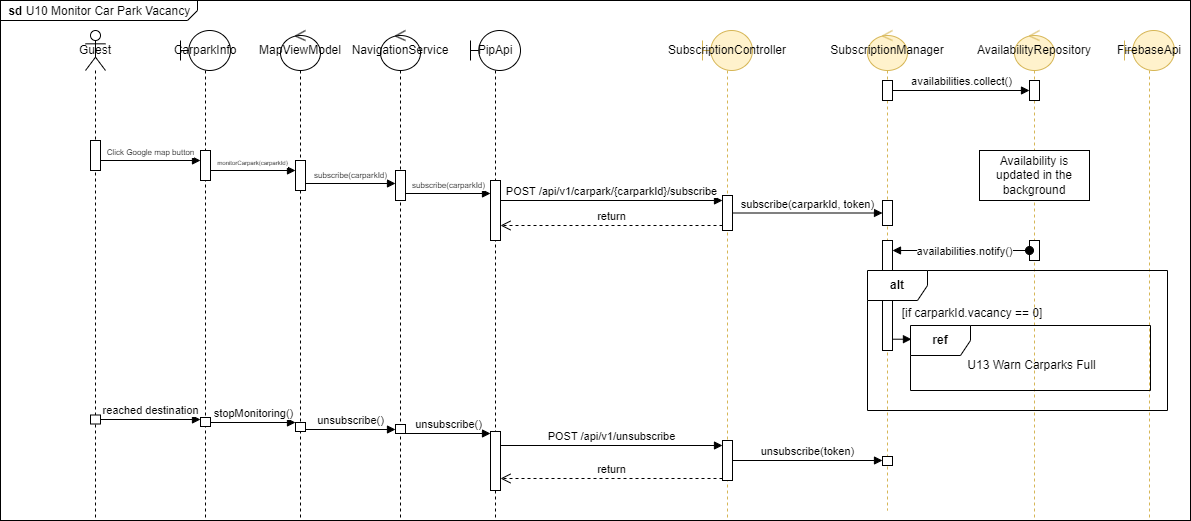 sd U10 Monitor Car Park Vacancy
Guest
CarparkInfo
MapViewModel
NavigationService
PipApi
SubscriptionController
SubscriptionManager
AvailabilityRepository
FirebaseApi
availabilities.collect()
Click Google map button
monitorCarpark(carparkId)
subscribe(carparkId)
subscribe(carparkId)
POST /api/v1/carpark/{carparkId}/subscribe
return
subscribe(carparkId, token)
Availability is
updated in the
background
availabilities.notify()
alt
[if carparkId.vacancy == 0]
ref
U13 Warn Carparks Full
reached destination
stopMonitoring()
unsubscribe()
unsubscribe()
POST /api/v1/unsubscribe
return
unsubscribe(token)